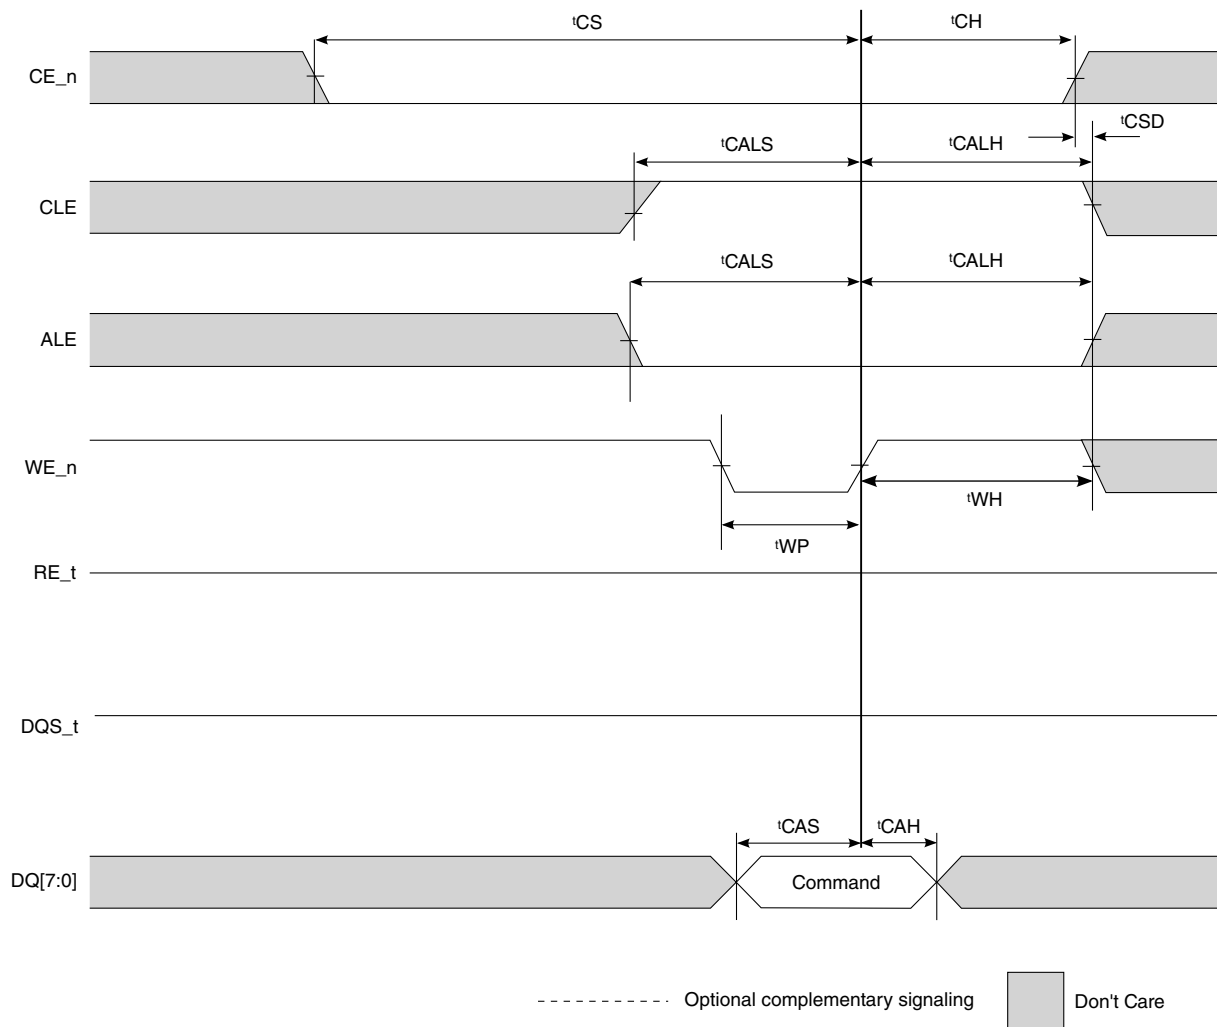 tCS
tCH
CE_n
tCSD
tCALS
tCALH
CLE
tCALS
tCALH
ALE
WE_n
tWH
tWP
RE_t
DQS_t
tCAS
tCAH
DQ[7:0]
Command
Optional complementary signaling
Don't Care